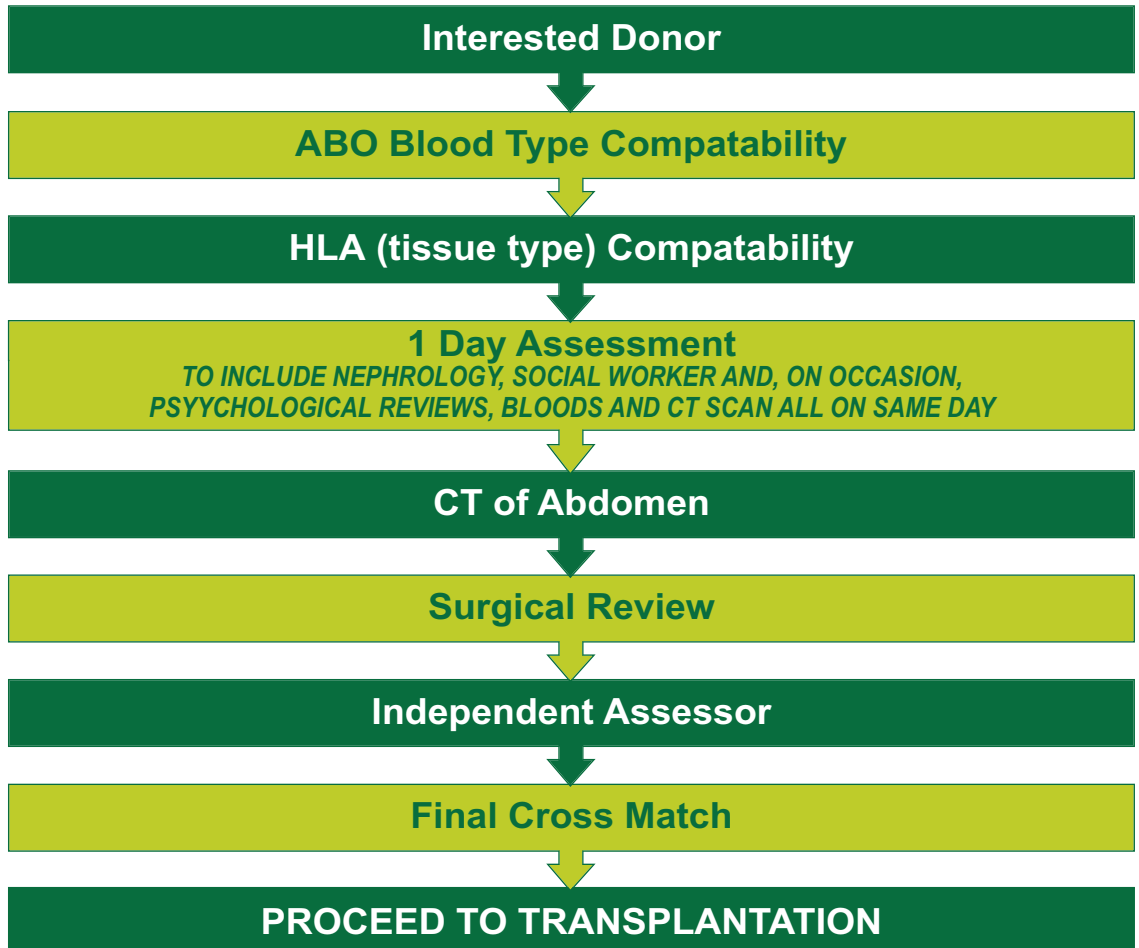 Interested Donor
ABO Blood Type Compatability
HLA (tissue type) Compatability
1 Day Assessment
TO INCLUDE NEPHROLOGY, SOCIAL WORKER AND, ON OCCASION,
PSYYCHOLOGICAL REVIEWS, BLOODS AND CT SCAN ALL ON SAME DAY
CT of Abdomen
Surgical Review
Independent Assessor
Final Cross Match
PROCEED TO TRANSPLANTATION